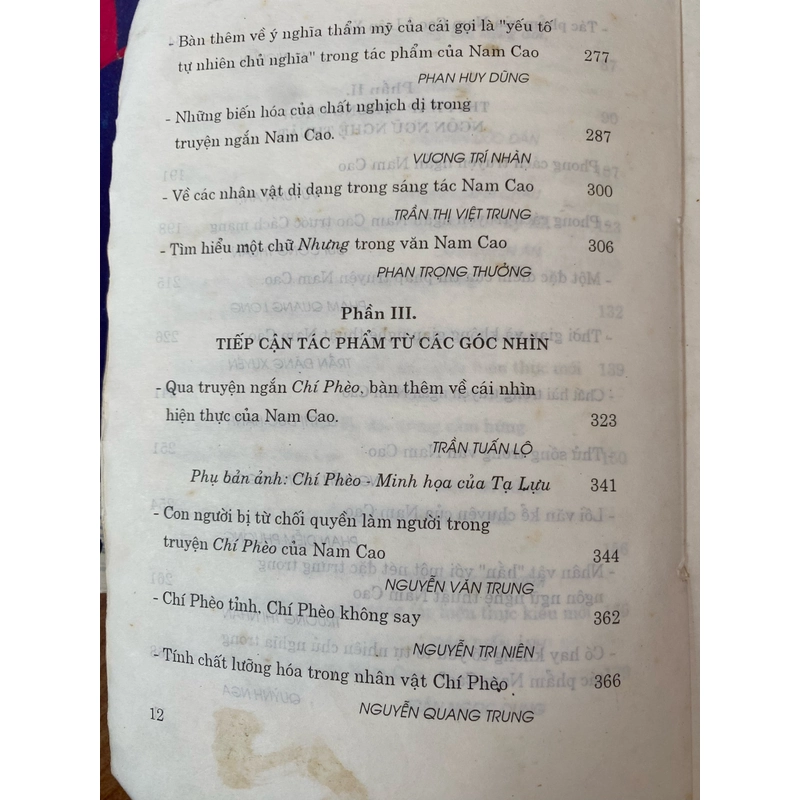 - Bàn thêm về ý nghĩa thẩm mỹ của cái gọi là "yếu tố
tự nhiên chủ nghĩa" trong tác phẩm của Nam Cao 277
PHAN HUY DŨNG
- Những biến hóa của chất nghịch dị trong
truyện ngắn Nam Cao. 287
VƯƠNG TRÍ NHÀN
- Về các nhân vật dị dạng trong sáng tác Nam Cao 300
TRẦN THỊ VIỆT TRUNG
- Tìm hiểu một chữ Nhưng trong văn Nam Cao 306
PHAN TRỌNG THƯỞNG
Phần III.
TIẾP CẬN TÁC PHẨM TỪ CÁC GÓC NHÌN
- Qua truyện ngắn Chí Phèo, bàn thêm về cái nhìn
hiện thực của Nam Cao. 323
TRẦN TUẤN LỘ
Phụ bản ảnh: Chí Phèo - Minh họa của Tạ Lựu 341
- Con người bị từ chối quyền làm người trong
truyện Chí Phèo của Nam Cao 344
NGUYỄN VĂN TRUNG
- Chí Phèo tỉnh, Chí Phèo không say 362
NGUYỄN TRI NIÊN
- Tính chất lưỡng hóa trong nhân vật Chí Phèo 366
NGUYỄN QUANG TRUNG
12